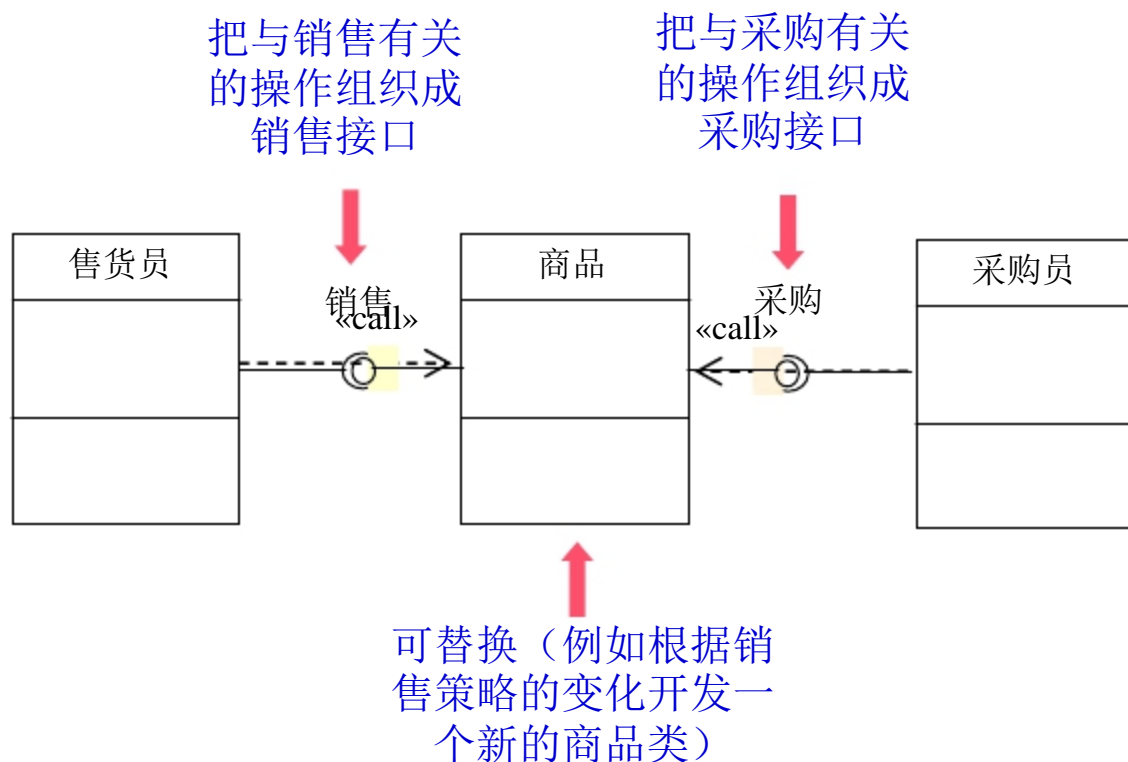 把与销售有关
的操作组织成
销售接口
把与采购有关
的操作组织成
采购接口
售货员
商品
采购员
销售
«call»
采购
«call»
可替换（例如根据销
售策略的变化开发一
个新的商品类）